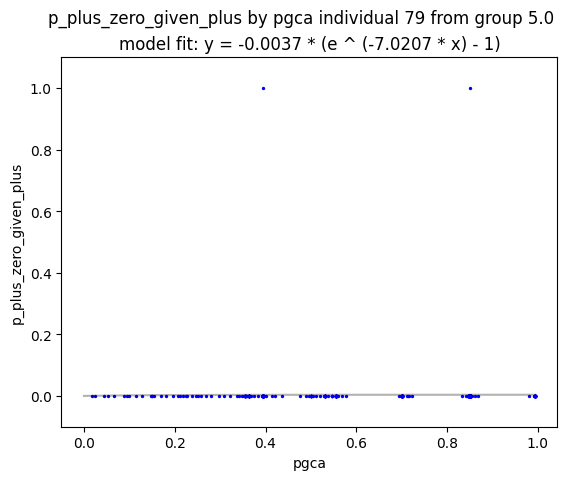 p_plus_zero_given_plus by pgca individual 79 from group 5.0
model fit: y = -0.0037 * (e ^ (-7.0207 * x) - 1)
1.0
0.8
0.6
0.4
0.2
0.0
p_plus_zero_given_plus
0.0 0.2 0.4 0.6 0.8 1.0
pgca